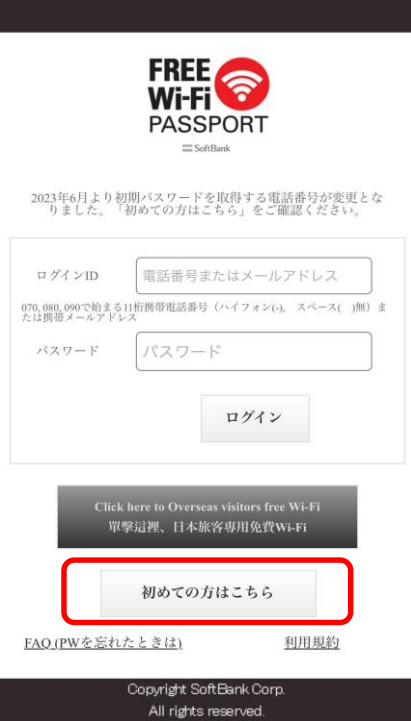 FREE
Wi-Fi
PASSPORT
SoftBank
2023年6月より初期パスワードを取得する電話番号が変更とな
りました。「初めての方はこちら」をご確認ください。
ログインID
電話番号またはメールアドレス
070, 080, 090で始まる11桁携帯電話番号（ハイフォン(-), スペース( )無）ま
たは携帯メールアドレス
パスワード
パスワード
ログイン
Click here to Overseas visitors free Wi-Fi
單擊這裡、日本旅客專用免費Wi-Fi
初めての方はこちら
FAQ (PWを忘れたときは)
利用規約
Copyright SoftBank Corp.
All rights reserved.